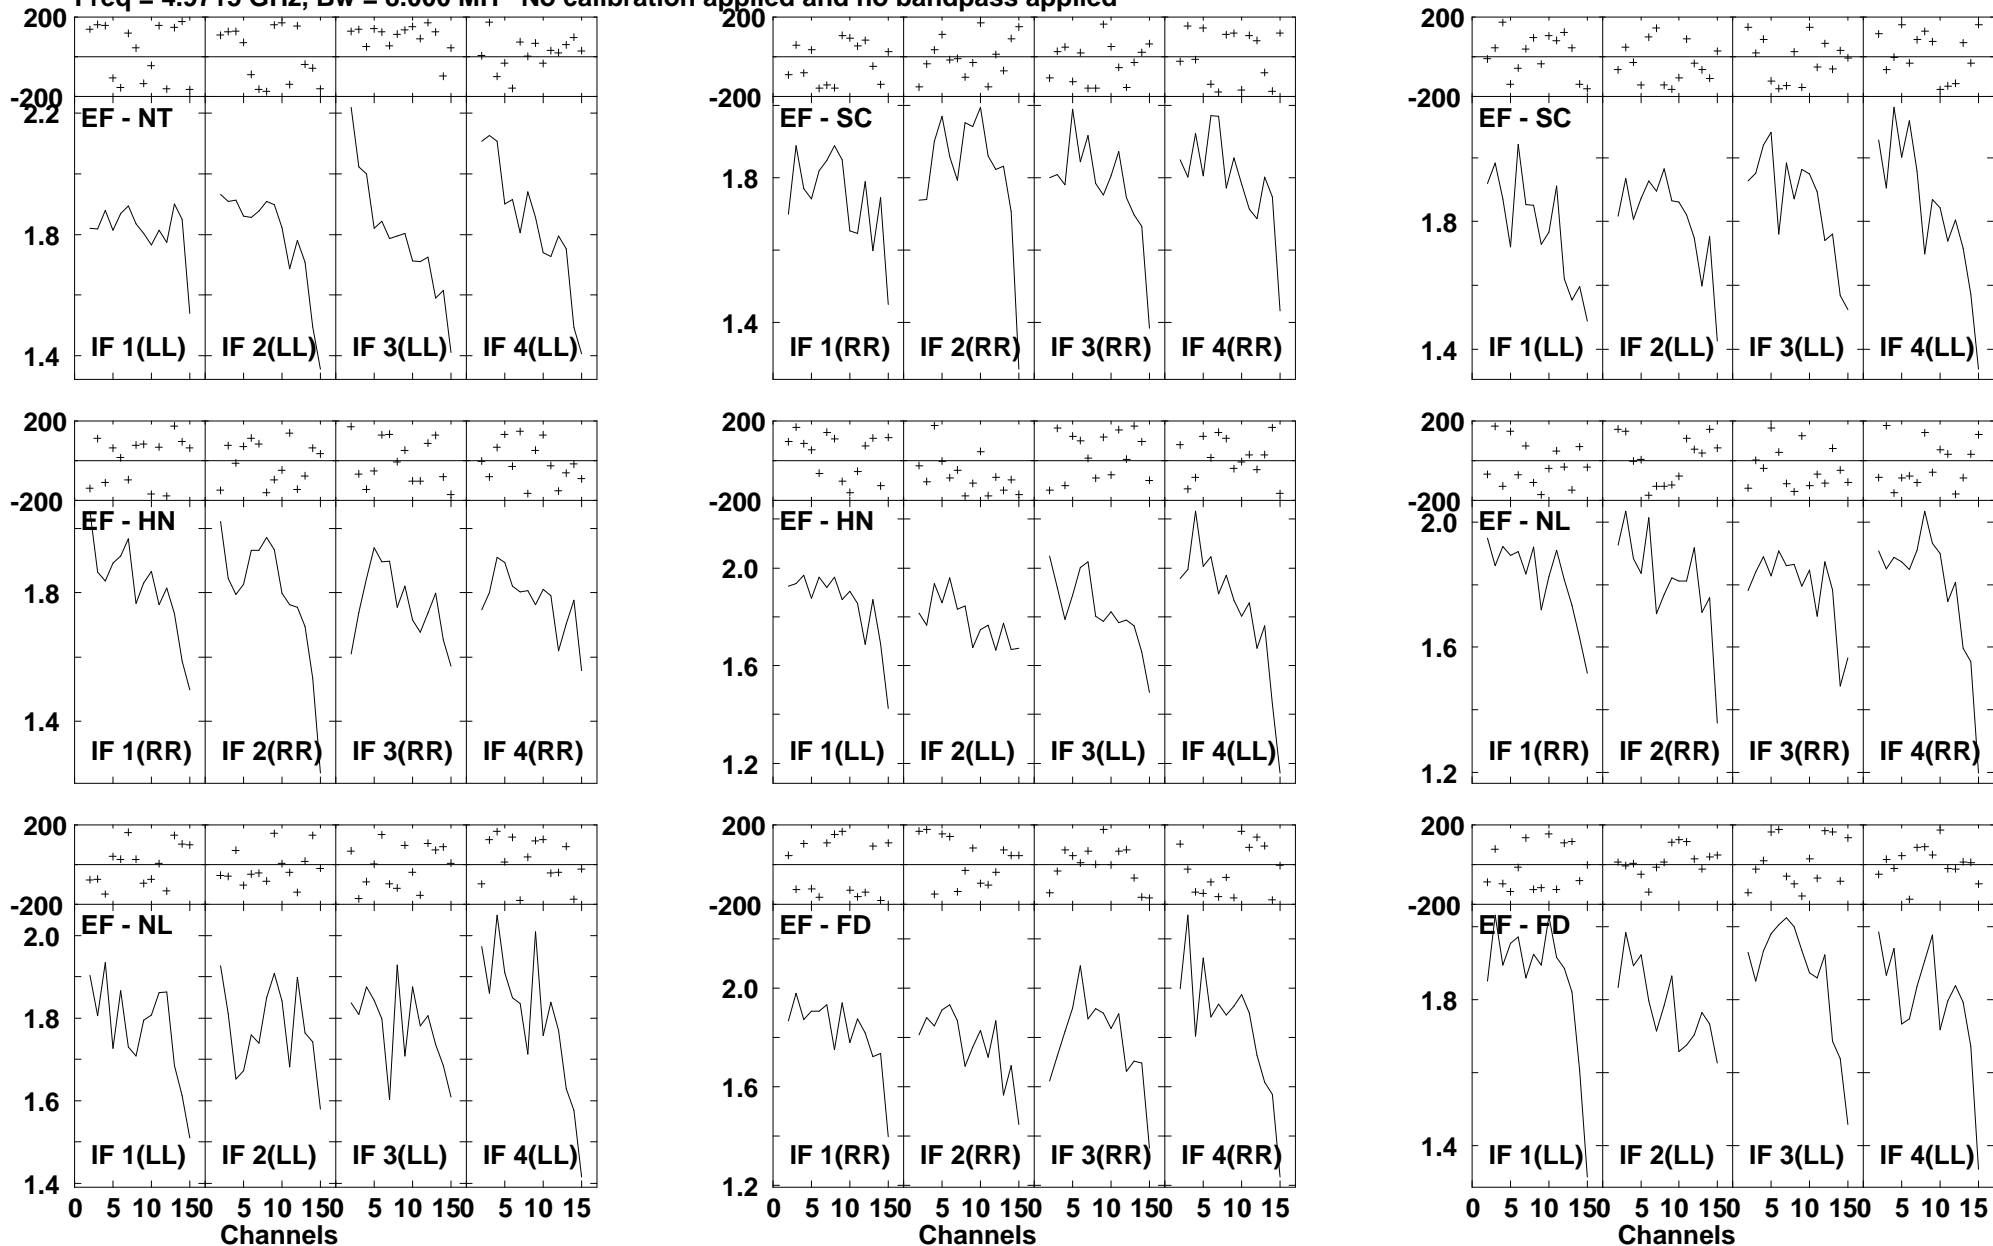 Freq = 4.9715 GHz, Bw = 8.000 MH No calibration applied and no bandpass applied
200 200 200
-200 -200 -200
2.2 EF - NT EF - SC EF - SC
1.8 1.8 1.8
1.4 1.4 1.4
IF 1(LL) IF 2(LL) IF 3(LL) IF 4(LL) IF 1(RR) IF 2(RR) IF 3(RR) IF 4(RR) IF 1(LL) IF 2(LL) IF 3(LL) IF 4(LL)
200 200 200
-200 -200 -200
EF - HN EF - HN 2.0 EF - NL
1.8 2.0 1.6
1.4 1.6 1.2
1.2
IF 1(RR) IF 2(RR) IF 3(RR) IF 4(RR) IF 1(LL) IF 2(LL) IF 3(LL) IF 4(LL) IF 1(RR) IF 2(RR) IF 3(RR) IF 4(RR)
200 200 200
-200 -200 -200
2.0 EF - NL EF - FD EF - FD
1.8 2.0 1.8
1.6 1.6 1.4
1.4 1.2
IF 1(LL) IF 2(LL) IF 3(LL) IF 4(LL) IF 1(RR) IF 2(RR) IF 3(RR) IF 4(RR) IF 1(LL) IF 2(LL) IF 3(LL) IF 4(LL)
0 5 10 150 5 10 150 5 10 150 5 10 15 0 5 10 150 5 10 150 5 10 150 5 10 15 0 5 10 150 5 10 150 5 10 150 5 10 15
Channels Channels Channels